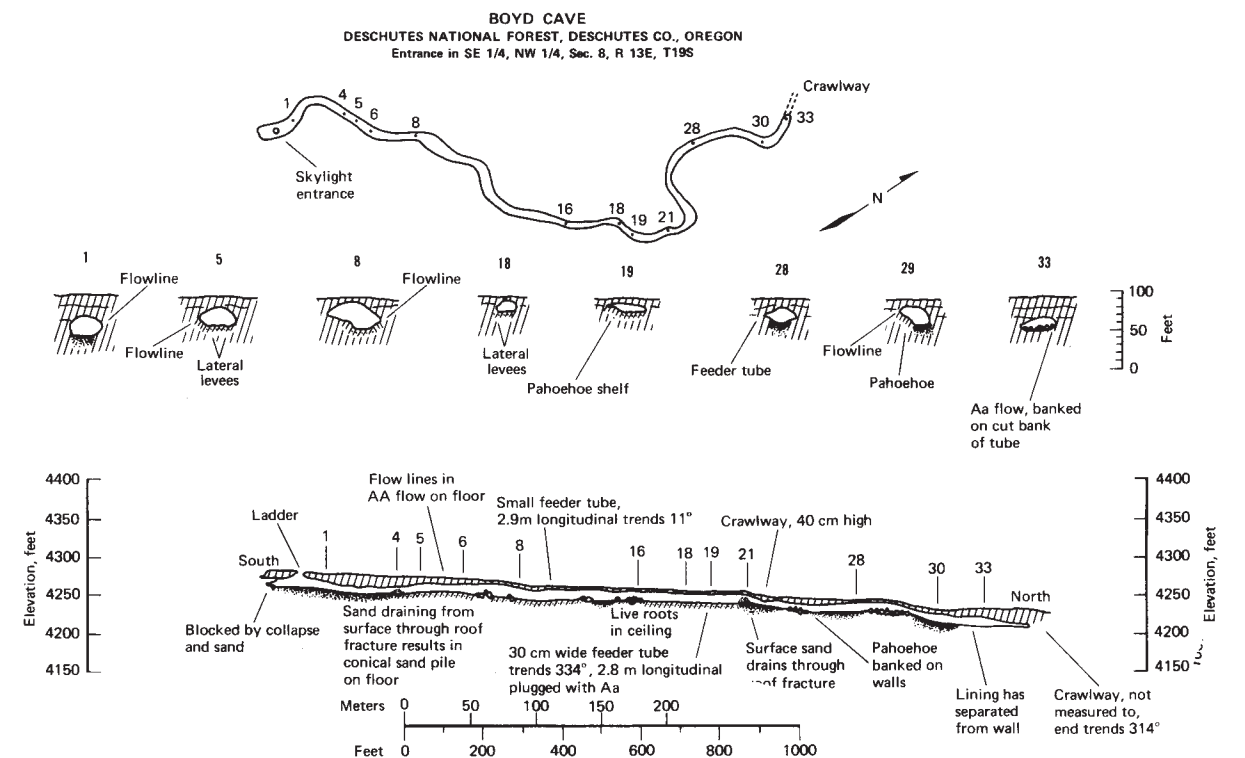 BOYD CAVE
DESCHUTES NATIONAL FOREST, DESCHUTES CO., OREGON
Entrance in SE 1/4, NW 1/4, Sec. 8, R 13E, T19S
Crawlway
1
4
5
6
8
28
30
33
Skylight
entrance
16
18
19
21
N
1
5
8
18
19
28
29
33
Flowline
Flowline
Flowline
Lateral
levees
Lateral
levees
Pahoehoe shelf
Feeder tube
Flowline
Pahoehoe
Aa flow, banked
on cut bank
of tube
100
50
0
Feet
4400
4350
4300
4250
4200
4150
Elevation, feet
Flow lines in
AA flow on floor
Small feeder tube,
2.9m longitudinal trends 11°
Crawlway, 40 cm high
Ladder
South
1
4
5
6
8
16
18
19
21
28
30
33
North
4400
4350
4300
4250
4200
4150
Elevation, feet
Blocked by collapse
and sand
Sand draining from
surface through roof
fracture results in
conical sand pile
on floor
Live roots
in ceiling
30 cm wide feeder tube
trends 334°, 2.8 m longitudinal
plugged with Aa
Surface sand
drains through
roof fracture
Pahoehoe
banked on
walls
Lining has
separated
from wall
Crawlway, not
measured to,
end trends 314°
Meters 0 50 100 150 200
Feet 0 200 400 600 800 1000